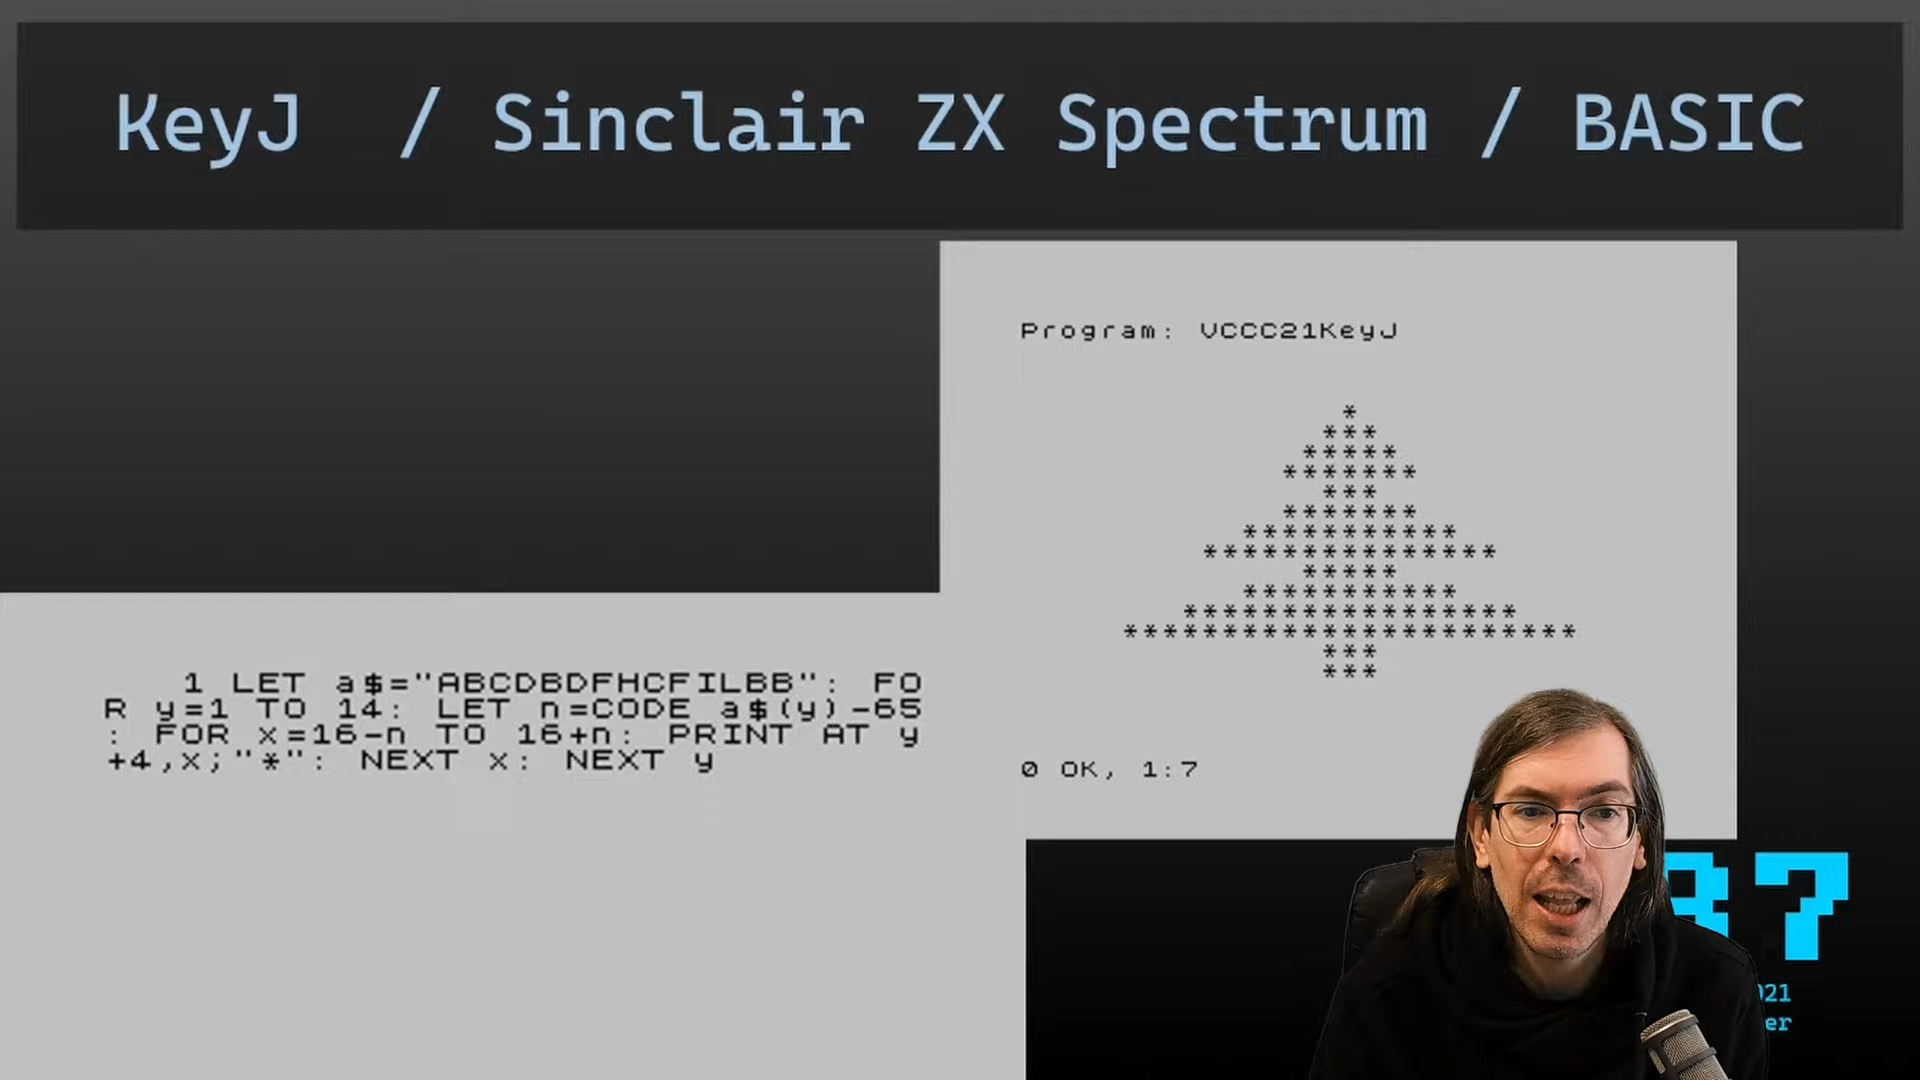 KeyJ / Sinclair ZX Spectrum / BASIC
Program: VCCC21KeyJ
*
***
*****
*******
***
*******
***********
***************
*****
***********
*****************
***********************
***
***
0 OK, 1:7
1 LET a$="ABCDBDFHCFILBB": FO
R y=1 TO 14: LET n=CODE a$(y)-65
: FOR x=16-n TO 16+n: PRINT AT y
+4,x;"*": NEXT x: NEXT y
7